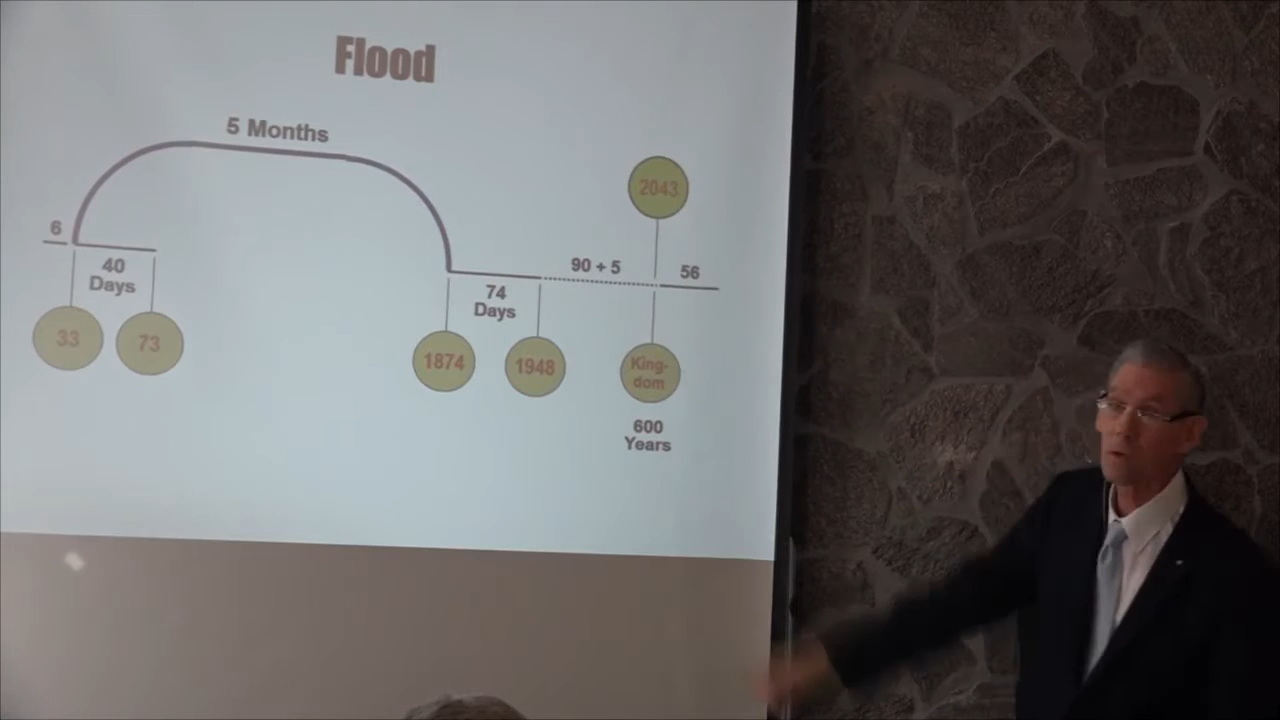 Flood
5 Months
2043
6
40
Days
90 + 5
56
74
Days
33
73
1874
1948
King-
dom
600
Years